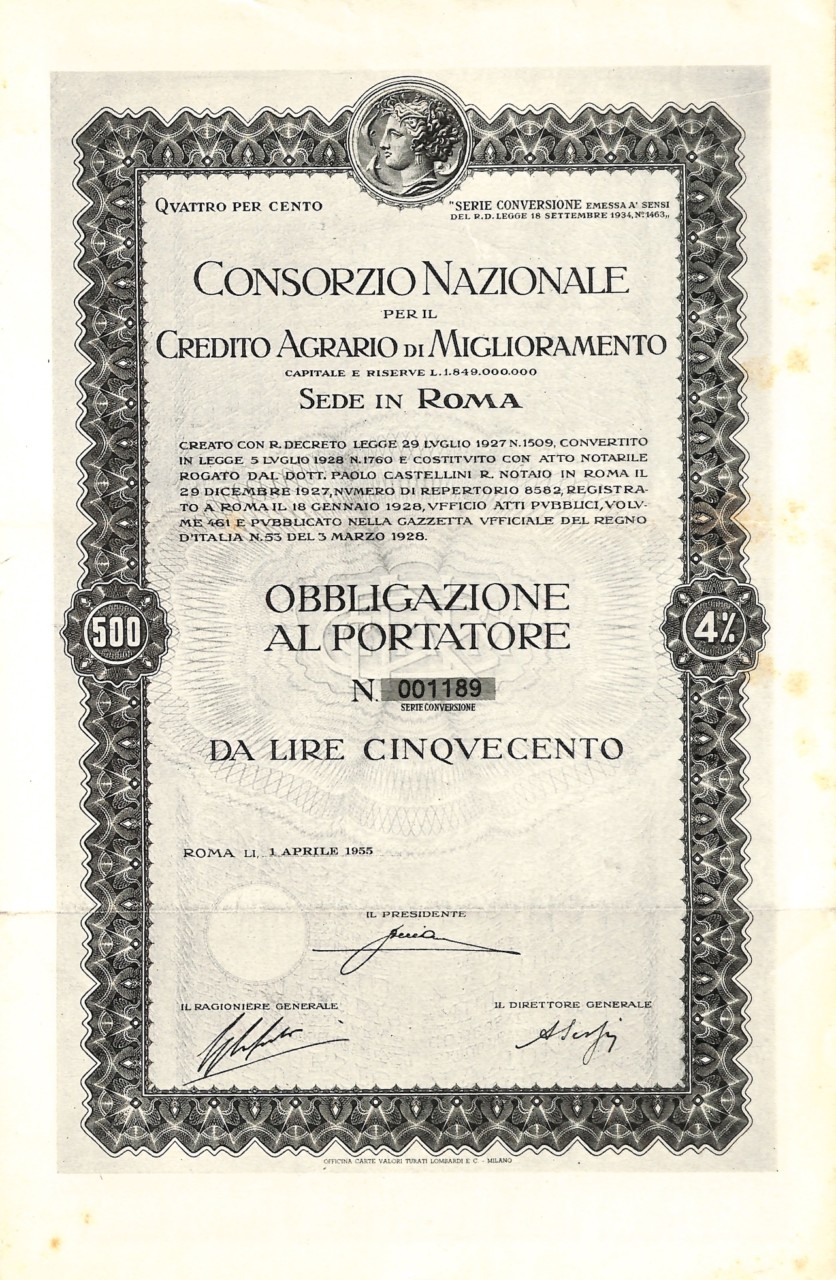 QVATTRO PER CENTO
"SERIE CONVERSIONE EMESSA A' SENSI
DEL R.D. LEGGE 18 SETTEMBRE 1934, No.1463„
CONSORZIO NAZIONALE
PER IL
CREDITO AGRARIO DI MIGLIORAMENTO
CAPITALE E RISERVE L.1.849.000.000
SEDE IN ROMA
CREATO CON R. DECRETO LEGGE 29 LVGLIO 1927 N.1509, CONVERTITO
IN LEGGE 5 LVGLIO 1928 N.1760 E COSTITVITO CON ATTO NOTARILE
ROGATO DAL DOTT. PAOLO CASTELLINI R. NOTAIO IN ROMA IL
29 DICEMBRE 1927, NVMERO DI REPERTORIO 8582, REGISTRA-
TO A ROMA IL 18 GENNAIO 1928, VFFICIO ATTI PVBBLICI, VOLV-
ME 461 E PVBBLICATO NELLA GAZZETTA VFFICIALE DEL REGNO
D'ITALIA N.53 DEL 3 MARZO 1928.
OBBLIGAZIONE
AL PORTATORE
500
4%
N. 001189
SERIE CONVERSIONE
DA LIRE CINQVECENTO
ROMA LI, 1 APRILE 1955
IL PRESIDENTE
IL RAGIONIERE GENERALE
IL DIRETTORE GENERALE
OFFICINA CARTE VALORI TURATI LOMBARDI E C. - MILANO